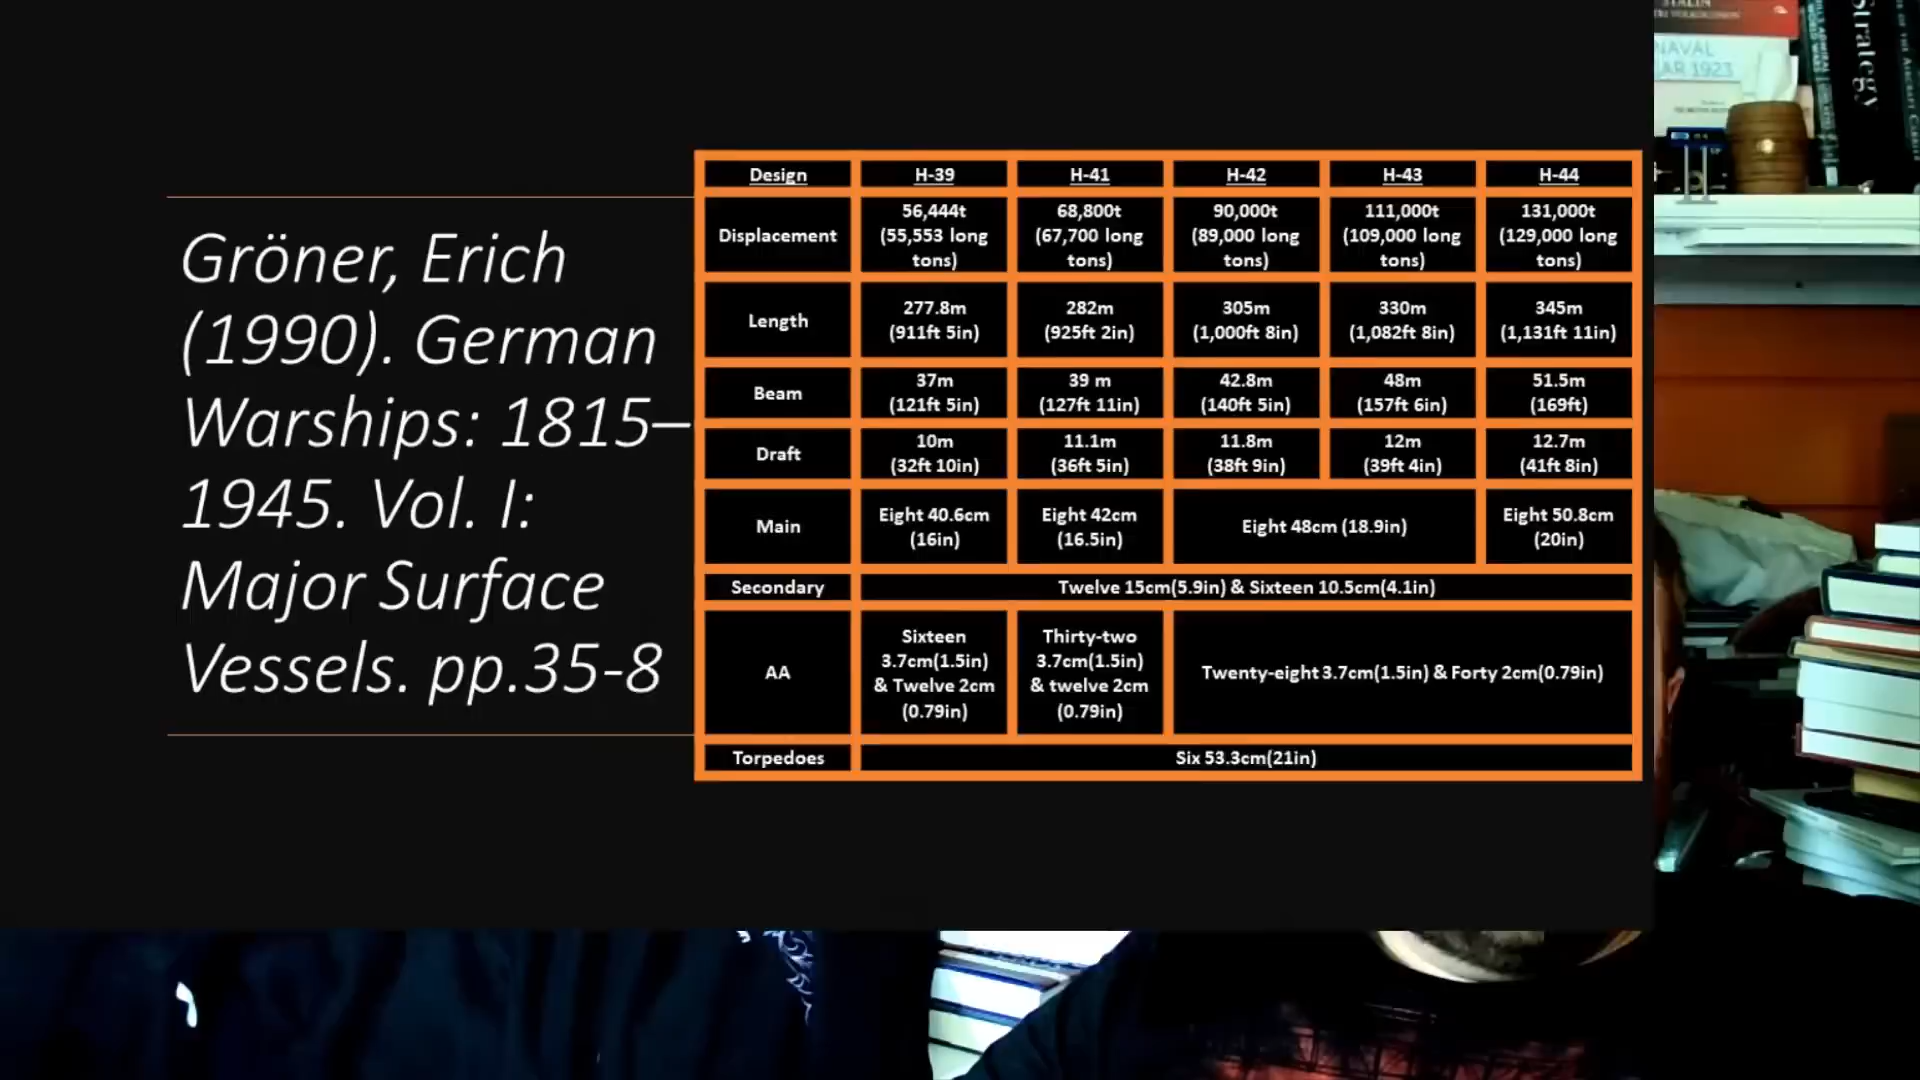 Gröner, Erich
(1990). German
Warships: 1815–
1945. Vol. I:
Major Surface
Vessels. pp.35-8
Design
H-39
H-41
H-42
H-43
H-44
Displacement
56,444t
(55,553 long
tons)
68,800t
(67,700 long
tons)
90,000t
(89,000 long
tons)
111,000t
(109,000 long
tons)
131,000t
(129,000 long
tons)
Length
277.8m
(911ft 5in)
282m
(925ft 2in)
305m
(1,000ft 8in)
330m
(1,082ft 8in)
345m
(1,131ft 11in)
Beam
37m
(121ft 5in)
39 m
(127ft 11in)
42.8m
(140ft 5in)
48m
(157ft 6in)
51.5m
(169ft)
Draft
10m
(32ft 10in)
11.1m
(36ft 5in)
11.8m
(38ft 9in)
12m
(39ft 4in)
12.7m
(41ft 8in)
Main
Eight 40.6cm
(16in)
Eight 42cm
(16.5in)
Eight 48cm (18.9in)
Eight 50.8cm
(20in)
Secondary
Twelve 15cm(5.9in) & Sixteen 10.5cm(4.1in)
AA
Sixteen
3.7cm(1.5in)
& Twelve 2cm
(0.79in)
Thirty-two
3.7cm(1.5in)
& twelve 2cm
(0.79in)
Twenty-eight 3.7cm(1.5in) & Forty 2cm(0.79in)
Torpedoes
Six 53.3cm(21in)
STALIN
NAVAL
1923
Strategy